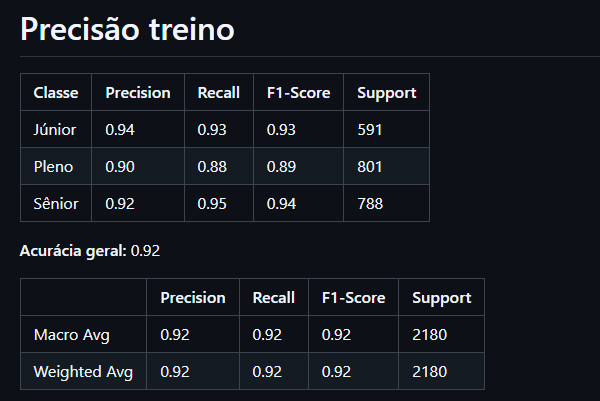 Precisão treino
Classe Precision Recall F1-Score Support
Júnior 0.94 0.93 0.93 591
Pleno 0.90 0.88 0.89 801
Sênior 0.92 0.95 0.94 788
Acurácia geral: 0.92
Precision Recall F1-Score Support
Macro Avg 0.92 0.92 0.92 2180
Weighted Avg 0.92 0.92 0.92 2180